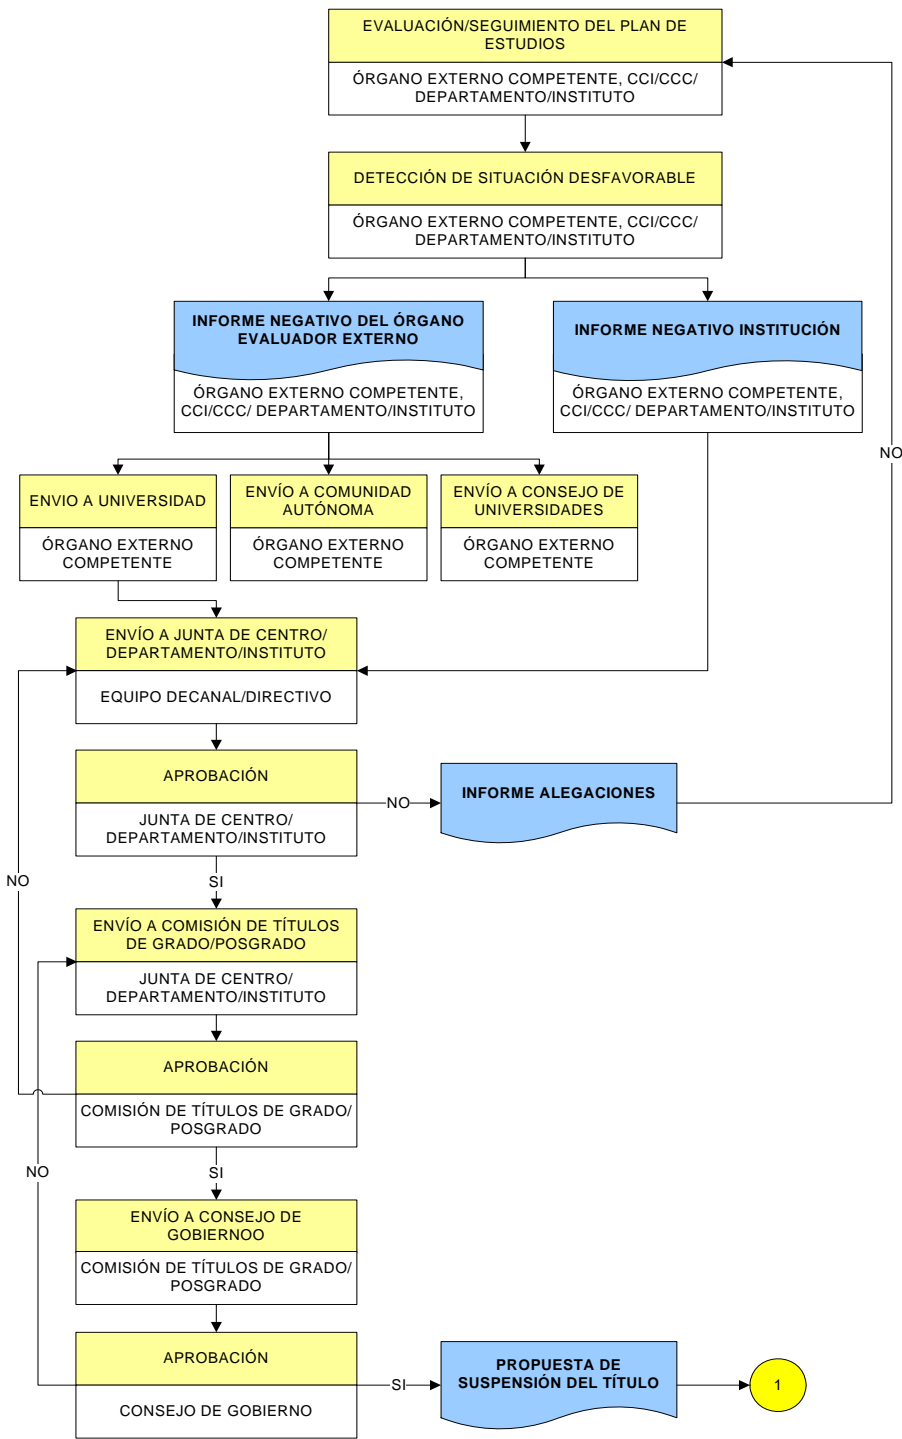 EVALUACIÓN/SEGUIMIENTO DEL PLAN DE
ESTUDIOS
ÓRGANO EXTERNO COMPETENTE, CCI/CCC/
DEPARTAMENTO/INSTITUTO
DETECCIÓN DE SITUACIÓN DESFAVORABLE
ÓRGANO EXTERNO COMPETENTE, CCI/CCC/
DEPARTAMENTO/INSTITUTO
INFORME NEGATIVO DEL ÓRGANO
EVALUADOR EXTERNO
ÓRGANO EXTERNO COMPETENTE,
CCI/CCC/ DEPARTAMENTO/INSTITUTO
INFORME NEGATIVO INSTITUCIÓN
ÓRGANO EXTERNO COMPETENTE,
CCI/CCC/ DEPARTAMENTO/INSTITUTO
NO
ENVIO A UNIVERSIDAD
ÓRGANO EXTERNO
COMPETENTE
ENVÍO A COMUNIDAD
AUTÓNOMA
ÓRGANO EXTERNO
COMPETENTE
ENVÍO A CONSEJO DE
UNIVERSIDADES
ÓRGANO EXTERNO
COMPETENTE
ENVÍO A JUNTA DE CENTRO/
DEPARTAMENTO/INSTITUTO
EQUIPO DECANAL/DIRECTIVO
APROBACIÓN
JUNTA DE CENTRO/
DEPARTAMENTO/INSTITUTO
NO
INFORME ALEGACIONES
NO
SI
ENVÍO A COMISIÓN DE TÍTULOS
DE GRADO/POSGRADO
JUNTA DE CENTRO/
DEPARTAMENTO/INSTITUTO
APROBACIÓN
COMISIÓN DE TÍTULOS DE GRADO/
POSGRADO
NO
SI
ENVÍO A CONSEJO DE
GOBIERNOO
COMISIÓN DE TÍTULOS DE GRADO/
POSGRADO
APROBACIÓN
CONSEJO DE GOBIERNO
SI
PROPUESTA DE
SUSPENSIÓN DEL TÍTULO
1